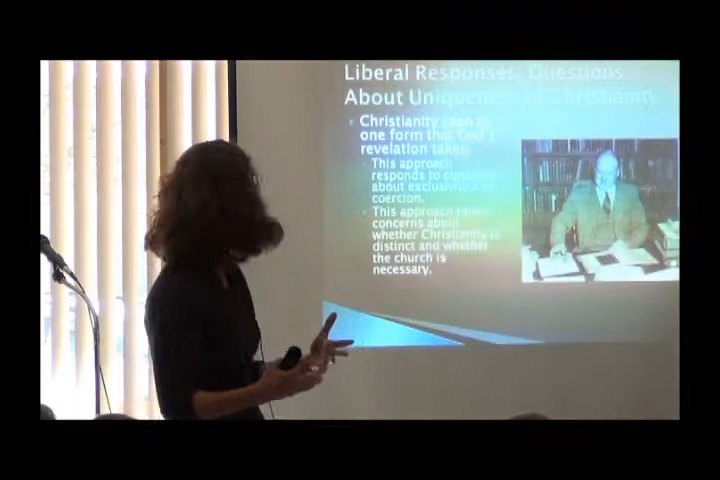 Liberal Responses: Questions
About Uniqueness of Christianity
Christianity seen as
one form that God's
revelation takes.
This approach
responds to concerns
about exclusivity and
coercion.
This approach raises
concerns about
whether Christianity is
distinct and whether
the church is
necessary.